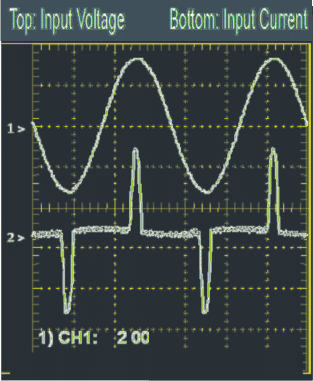 Top: Input Voltage Bottom: Input Current
1>
2>
1) CH1: 2 00